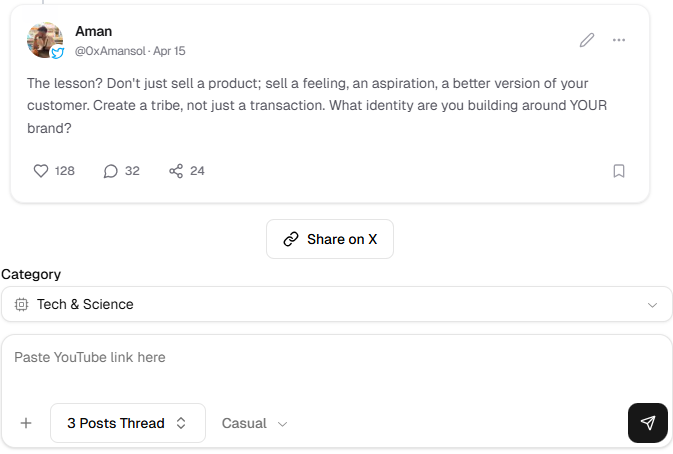 Aman
@0xAmansol · Apr 15
The lesson? Don't just sell a product; sell a feeling, an aspiration, a better version of your
customer. Create a tribe, not just a transaction. What identity are you building around YOUR
brand?
128 32 24
Share on X
Category
Tech & Science
Paste YouTube link here
3 Posts Thread Casual